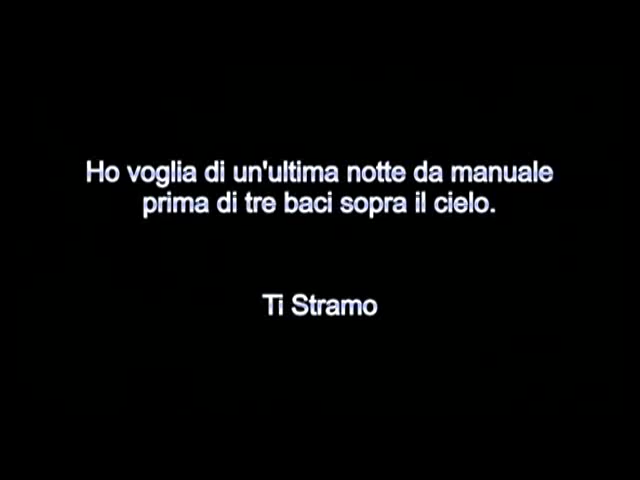 Ho voglia di un'ultima notte da manuale
prima di tre baci sopra il cielo.
Ti Stramo